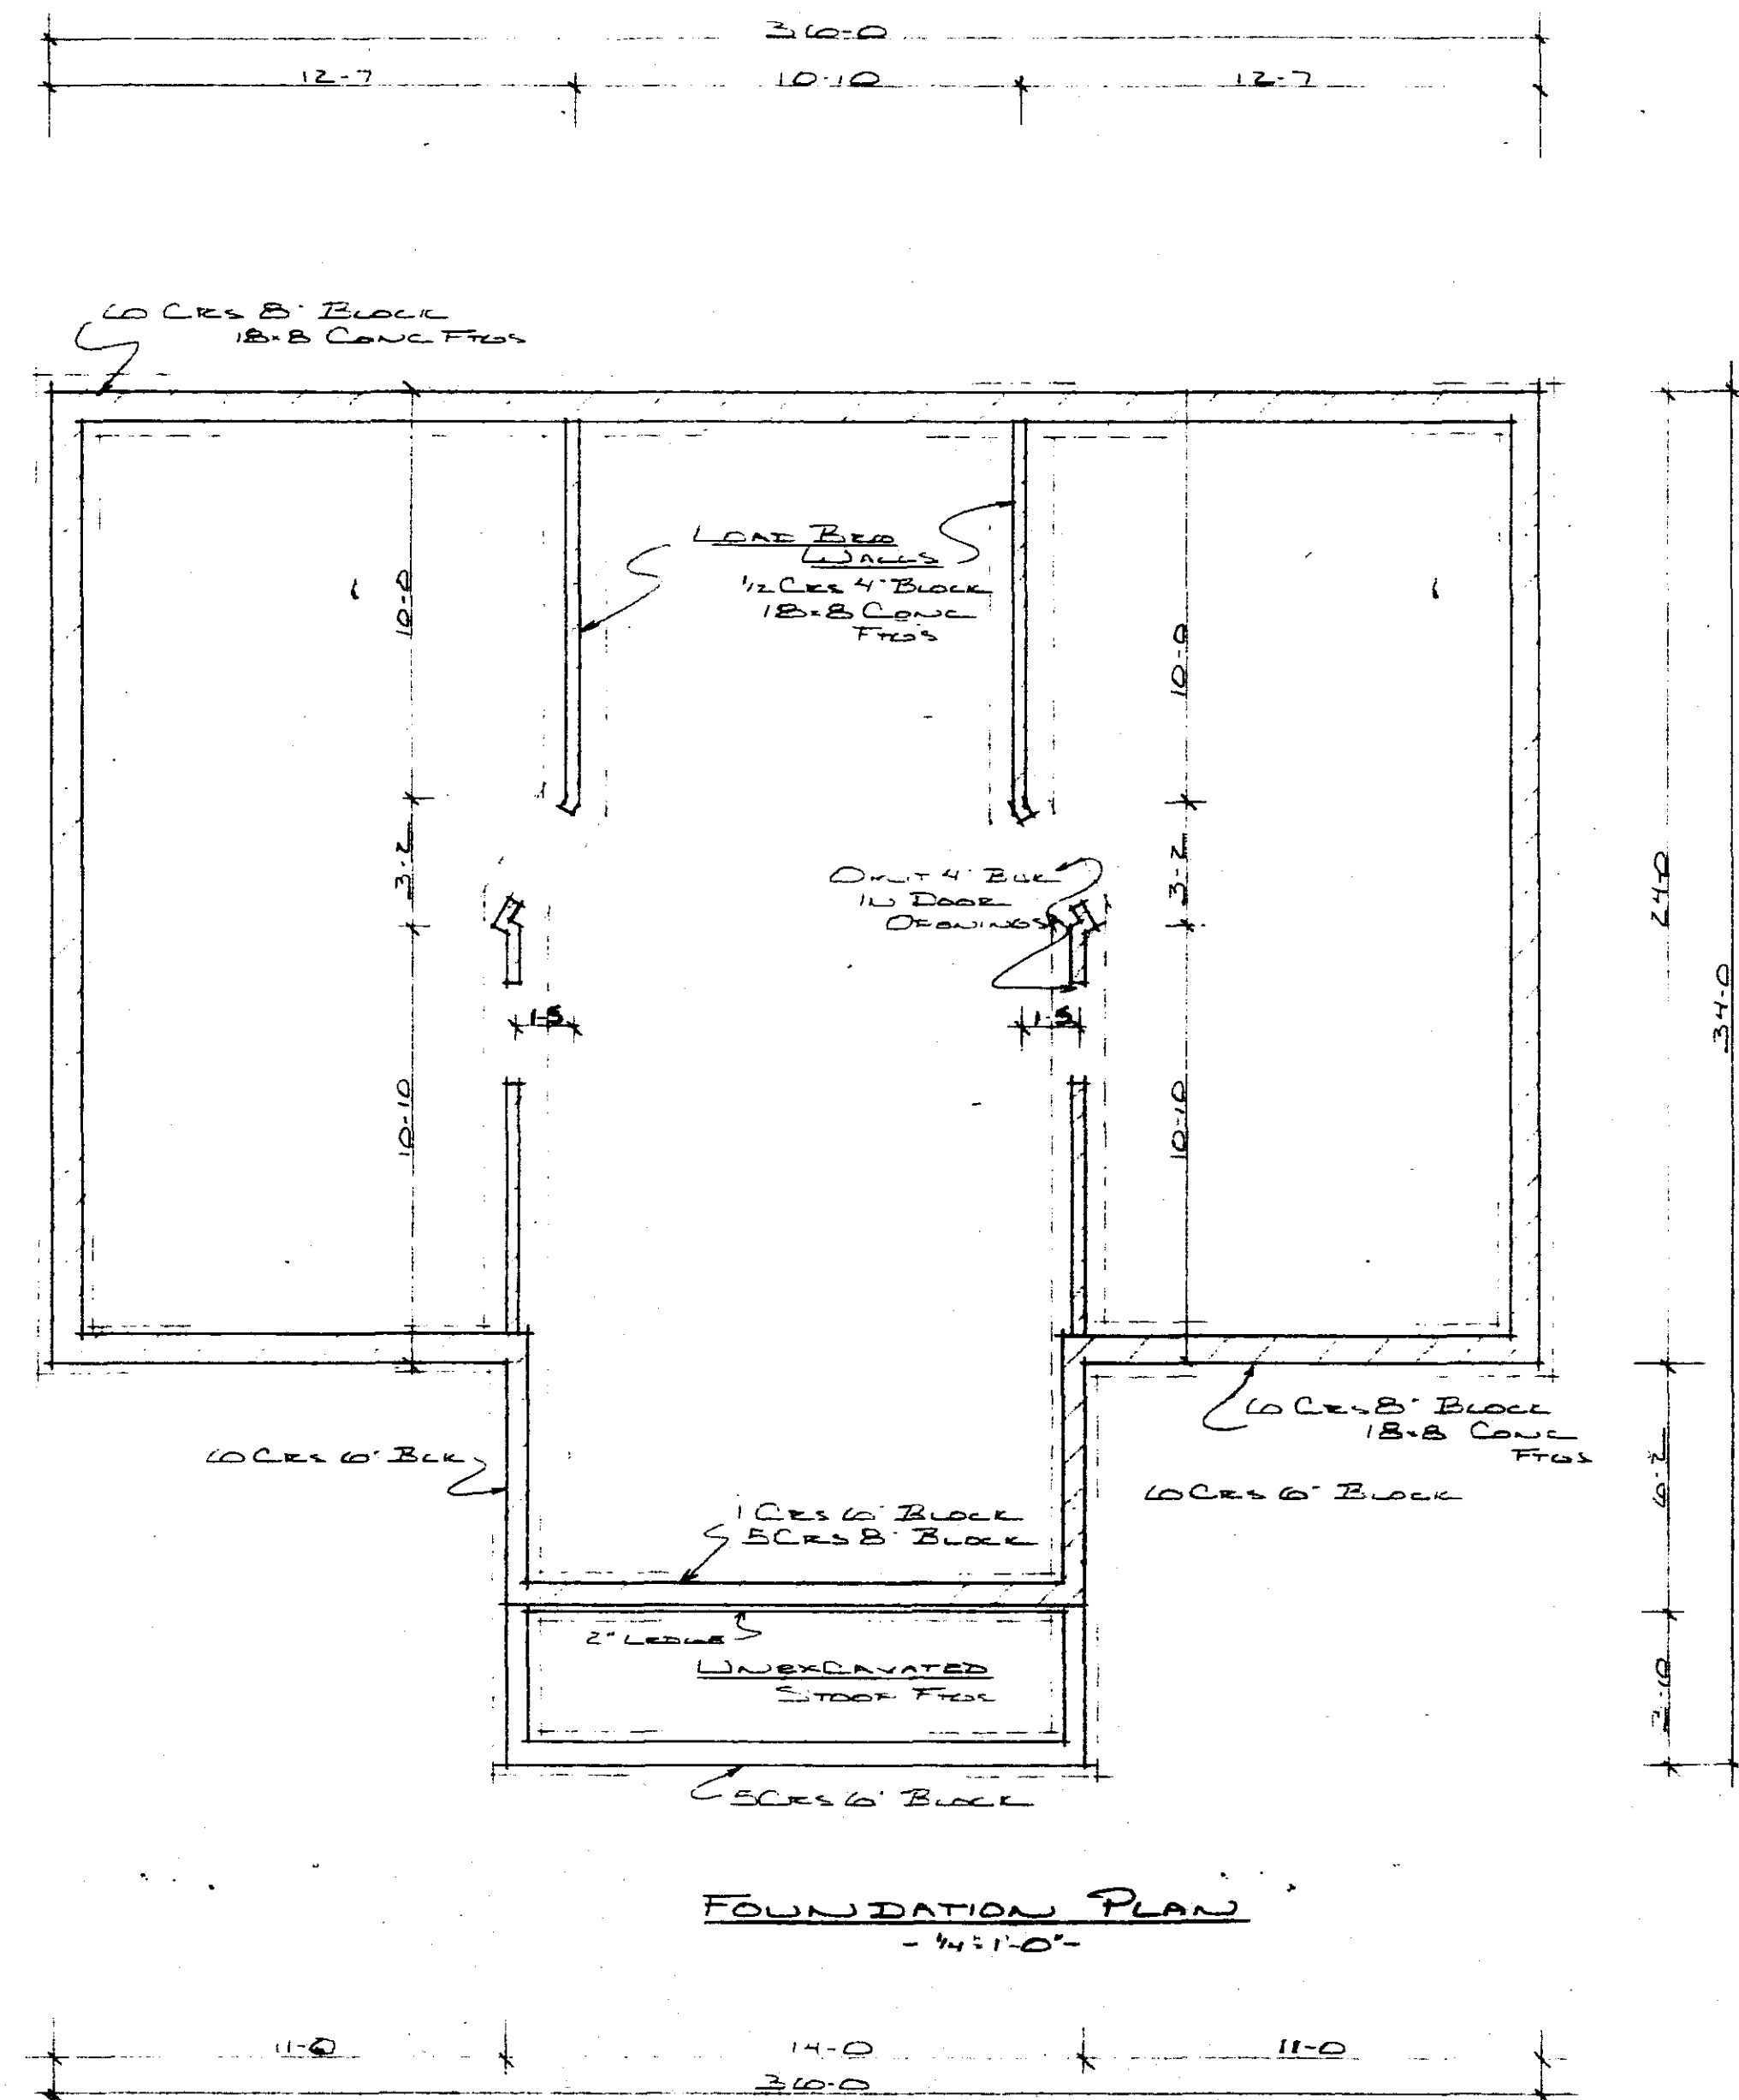 36-0
12-7 10-10 12-7
6 CRS 8" BLOCK
18x8 CONC FTGS
LOAD BRG
WALLS
1/2 CRS 4" BLOCK
18x8 CONC
FTG'S
10-0
10-0
3-2
3-2
OMIT 4" BLK
IN DOOR
OPENINGS
24-0
34-0
1-5
1-5
10-10
10-10
6 CRS 8" BLOCK
18x8 CONC
FTGS
6 CRS 6" BLK
6 CRS 6" BLOCK
6-2
1 CRS 6" BLOCK
5 CRS 8" BLOCK
2" LEDGE
UNEXCAVATED
STOOP FTGS
3-10
5 CRS 6" BLOCK
FOUNDATION PLAN
- 1/4"=1'-0" -
11-0 14-0 11-0
36-0